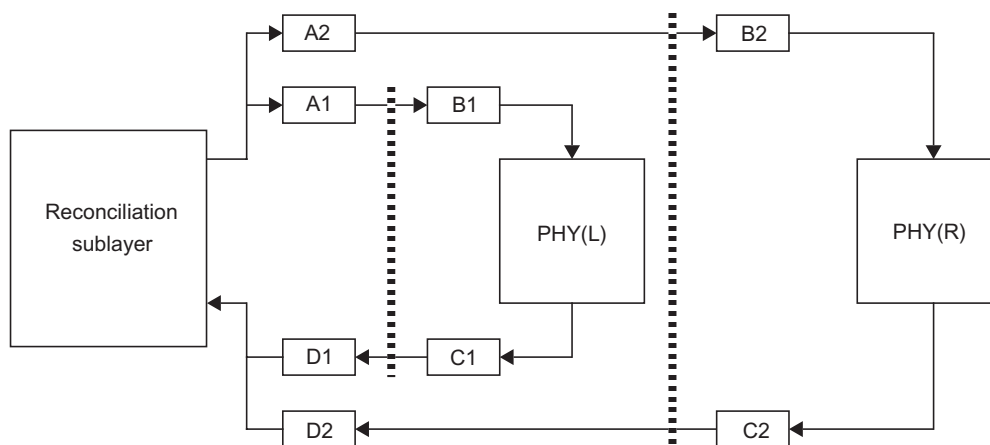 A2
B2
A1
B1
Reconciliation
sublayer
PHY(L)
PHY(R)
D1
C1
D2
C2